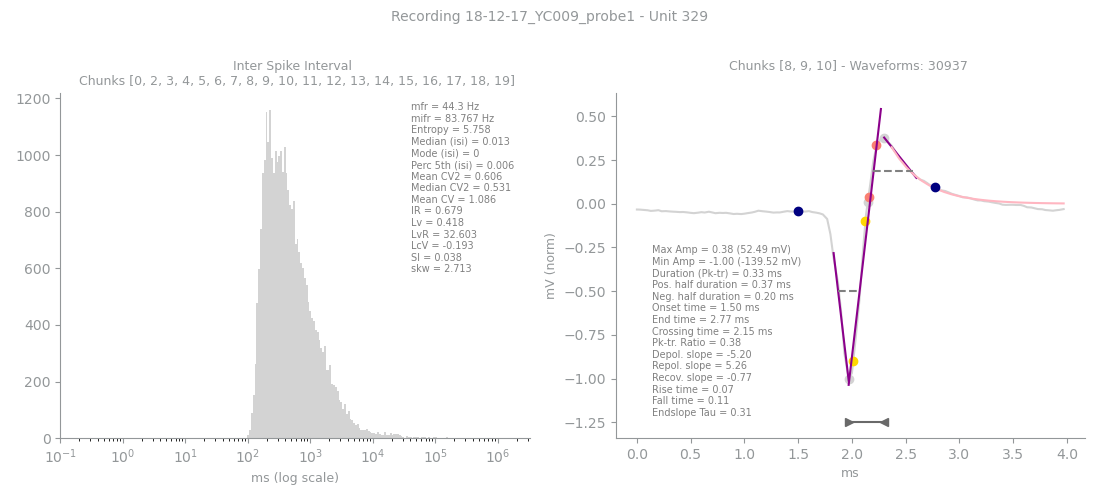 Recording 18-12-17_YC009_probe1 - Unit 329
Inter Spike Interval
Chunks [0, 2, 3, 4, 5, 6, 7, 8, 9, 10, 11, 12, 13, 14, 15, 16, 17, 18, 19]
1200
1000
800
600
400
200
0
mfr = 44.3 Hz
mifr = 83.767 Hz
Entropy = 5.758
Median (isi) = 0.013
Mode (isi) = 0
Perc 5th (isi) = 0.006
Mean CV2 = 0.606
Median CV2 = 0.531
Mean CV = 1.086
IR = 0.679
Lv = 0.418
LvR = 32.603
LcV = -0.193
SI = 0.038
skw = 2.713
10⁻¹ 10⁰ 10¹ 10² 10³ 10⁴ 10⁵ 10⁶
ms (log scale)
Chunks [8, 9, 10] - Waveforms: 30937
mV (norm)
0.50
0.25
0.00
−0.25
−0.50
−0.75
−1.00
−1.25
Max Amp = 0.38 (52.49 mV)
Min Amp = -1.00 (-139.52 mV)
Duration (Pk-tr) = 0.33 ms
Pos. half duration = 0.37 ms
Neg. half duration = 0.20 ms
Onset time = 1.50 ms
End time = 2.77 ms
Crossing time = 2.15 ms
Pk-tr. Ratio = 0.38
Depol. slope = -5.20
Repol. slope = 5.26
Recov. slope = -0.77
Rise time = 0.07
Fall time = 0.11
Endslope Tau = 0.31
0.0 0.5 1.0 1.5 2.0 2.5 3.0 3.5 4.0
ms